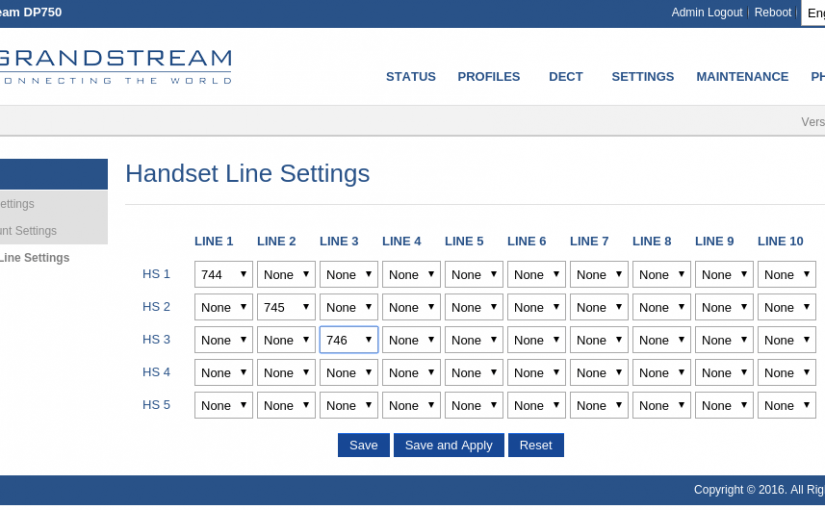 eam DP750
Admin Logout | Reboot | Eng
GRANDSTREAM
CONNECTING THE WORLD
STATUS PROFILES DECT SETTINGS MAINTENANCE PH
Vers
ettings
unt Settings
Line Settings
Handset Line Settings
LINE 1 LINE 2 LINE 3 LINE 4 LINE 5 LINE 6 LINE 7 LINE 8 LINE 9 LINE 10
HS 1 744 None None None None None None None None None
HS 2 None 745 None None None None None None None None
HS 3 None None 746 None None None None None None None
HS 4 None None None None None None None None None None
HS 5 None None None None None None None None None None
Save Save and Apply Reset
Copyright © 2016. All Rig